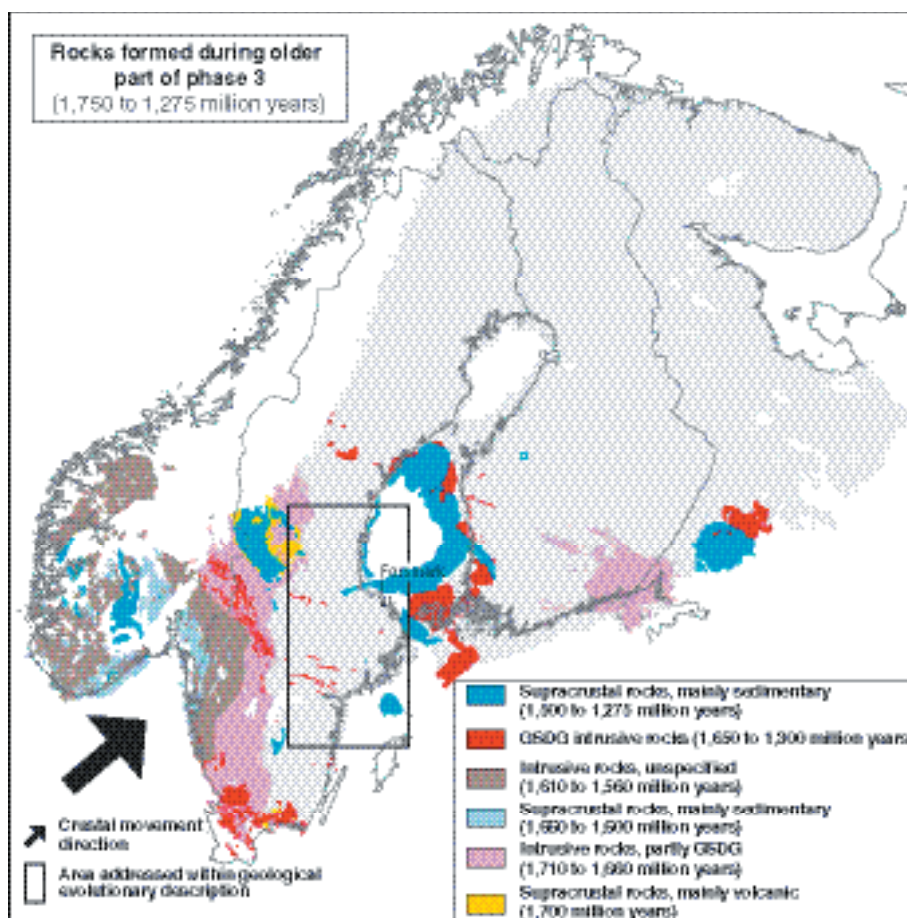 Rocks formed during older
part of phase 3
(1,750 to 1,275 million years)
Supracrustal rocks, mainly sedimentary
(1,500 to 1,275 million years)
GSDG intrusive rocks (1,650 to 1,300 million years
Intrusive rocks, unspecified
(1,610 to 1,560 million years)
Supracrustal rocks, mainly sedimentary
(1,660 to 1,600 million years)
Intrusive rocks, partly GSDG
(1,710 to 1,660 million years)
Supracrustal rocks, mainly volcanic
(1,700 million years)
Crustal movement
direction
Area addressed within geological
evolutionary description